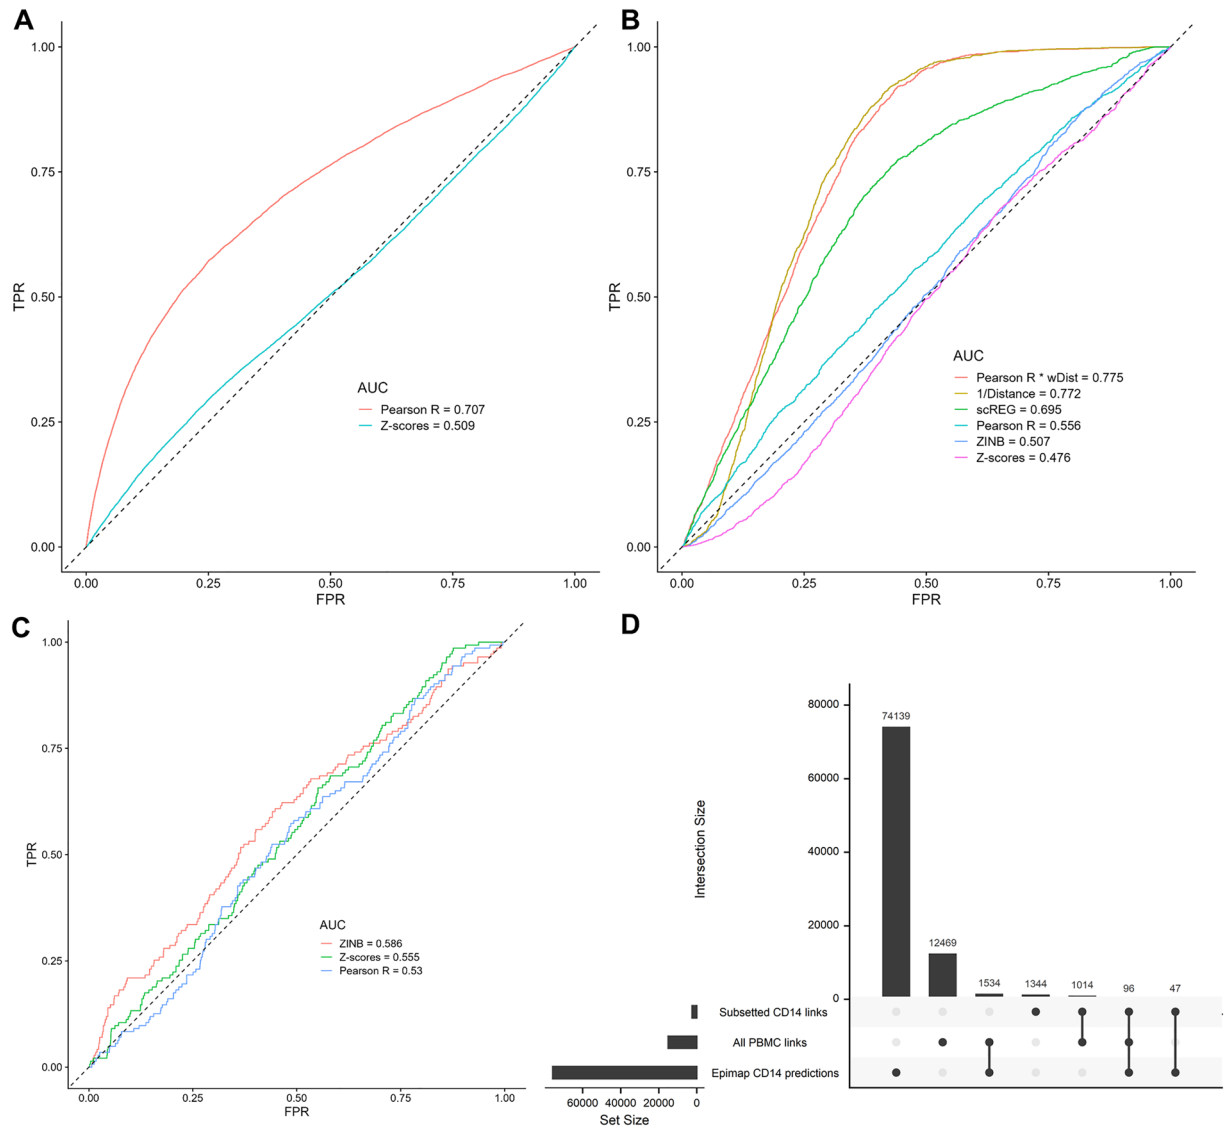 A
1.00
0.75
0.50
0.25
0.00
TPR
0.00 0.25 0.50 0.75 1.00
FPR
AUC
Pearson R = 0.707
Z-scores = 0.509
B
1.00
0.75
0.50
0.25
0.00
TPR
0.00 0.25 0.50 0.75 1.00
FPR
AUC
Pearson R * wDist = 0.775
1/Distance = 0.772
scREG = 0.695
Pearson R = 0.556
ZINB = 0.507
Z-scores = 0.476
C
1.00
0.75
0.50
0.25
0.00
TPR
0.00 0.25 0.50 0.75 1.00
FPR
AUC
ZINB = 0.586
Z-scores = 0.555
Pearson R = 0.53
D
80000
60000
40000
20000
0
Intersection Size
74139
12469
1534
1344
1014
96
47
Subsetted CD14 links
All PBMC links
Epimap CD14 predictions
60000 40000 20000 0
Set Size